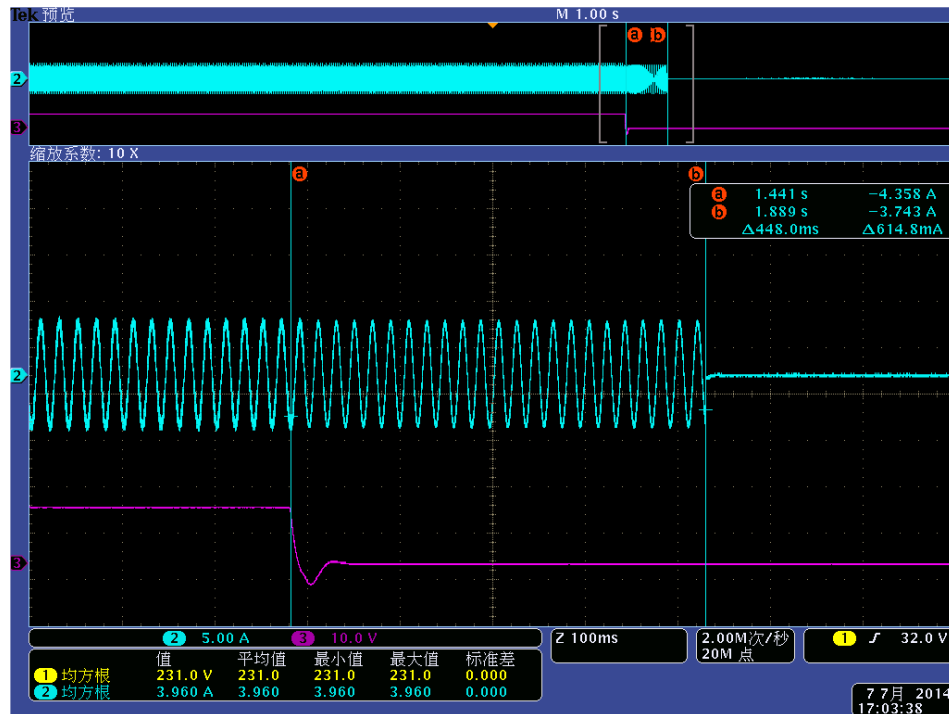 Tek 预览 M 1.00 s
a b
2
3
缩放系数: 10 X
a b
a 1.441 s -4.358 A
b 1.889 s -3.743 A
Δ448.0ms Δ614.8mA
2
3
2 5.00 A 3 10.0 V
Z 100ms
2.00M次/秒
20M 点
1 32.0 V
值 平均值 最小值 最大值 标准差
1 均方根 231.0 V 231.0 231.0 231.0 0.000
2 均方根 3.960 A 3.960 3.960 3.960 0.000
7 7月 2014
17:03:38